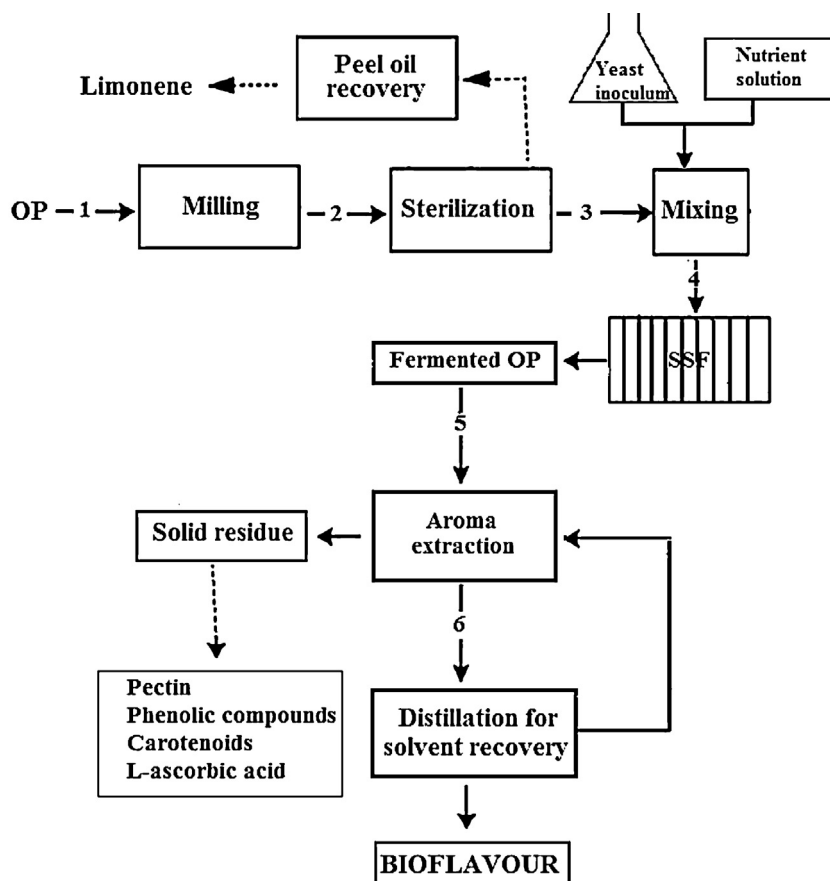 Peel oil
recovery
Limonene
Yeast
inoculum
Nutrient
solution
OP
1
Milling
2
Sterilization
3
Mixing
4
SSF
Fermented OP
5
Aroma
extraction
Solid residue
6
Pectin
Phenolic compounds
Carotenoids
L-ascorbic acid
Distillation for
solvent recovery
BIOFLAVOUR